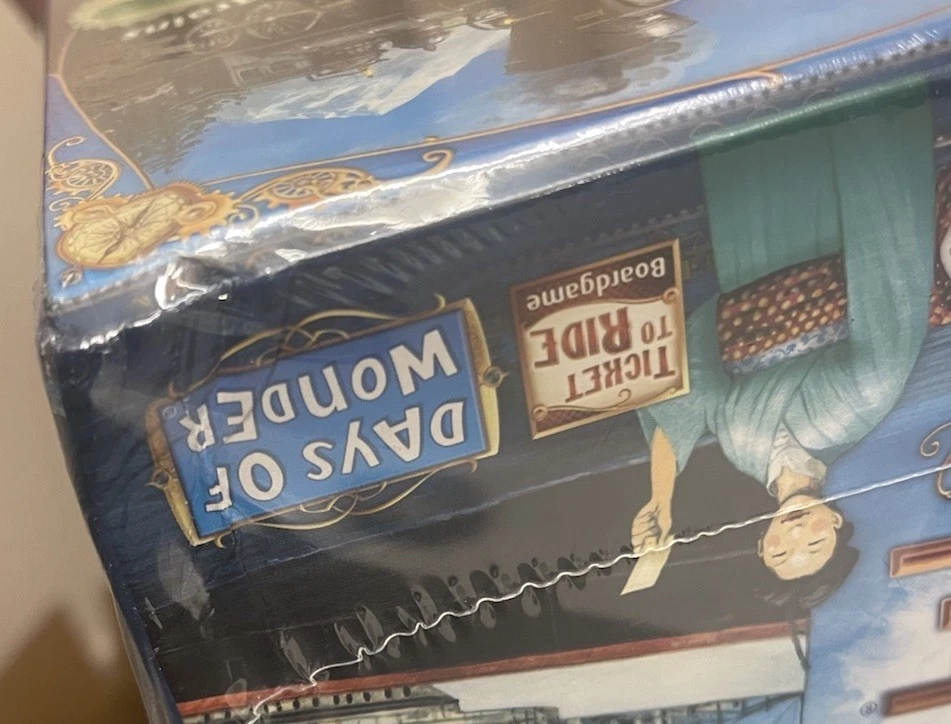 DAYS OF
WONDER
TICKET
TO RIDE
Boardgame
®